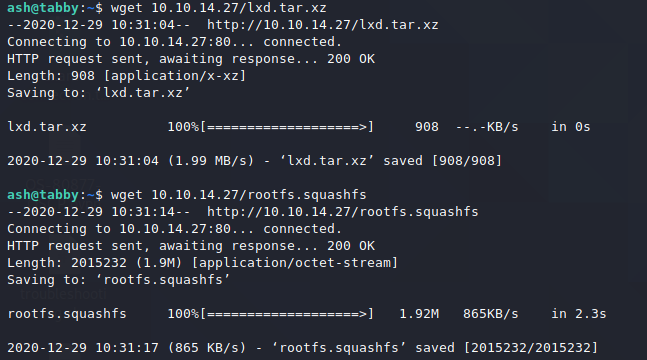 ash@tabby:~$ wget 10.10.14.27/lxd.tar.xz
--2020-12-29 10:31:04--  http://10.10.14.27/lxd.tar.xz
Connecting to 10.10.14.27:80... connected.
HTTP request sent, awaiting response... 200 OK
Length: 908 [application/x-xz]
Saving to: ‘lxd.tar.xz’
lxd.tar.xz          100%[===================>]     908  --.-KB/s    in 0s
2020-12-29 10:31:04 (1.99 MB/s) - ‘lxd.tar.xz’ saved [908/908]
ash@tabby:~$ wget 10.10.14.27/rootfs.squashfs
--2020-12-29 10:31:14--  http://10.10.14.27/rootfs.squashfs
Connecting to 10.10.14.27:80... connected.
HTTP request sent, awaiting response... 200 OK
Length: 2015232 (1.9M) [application/octet-stream]
Saving to: ‘rootfs.squashfs’
rootfs.squashfs     100%[===================>]   1.92M   865KB/s    in 2.3s
2020-12-29 10:31:17 (865 KB/s) - ‘rootfs.squashfs’ saved [2015232/2015232]